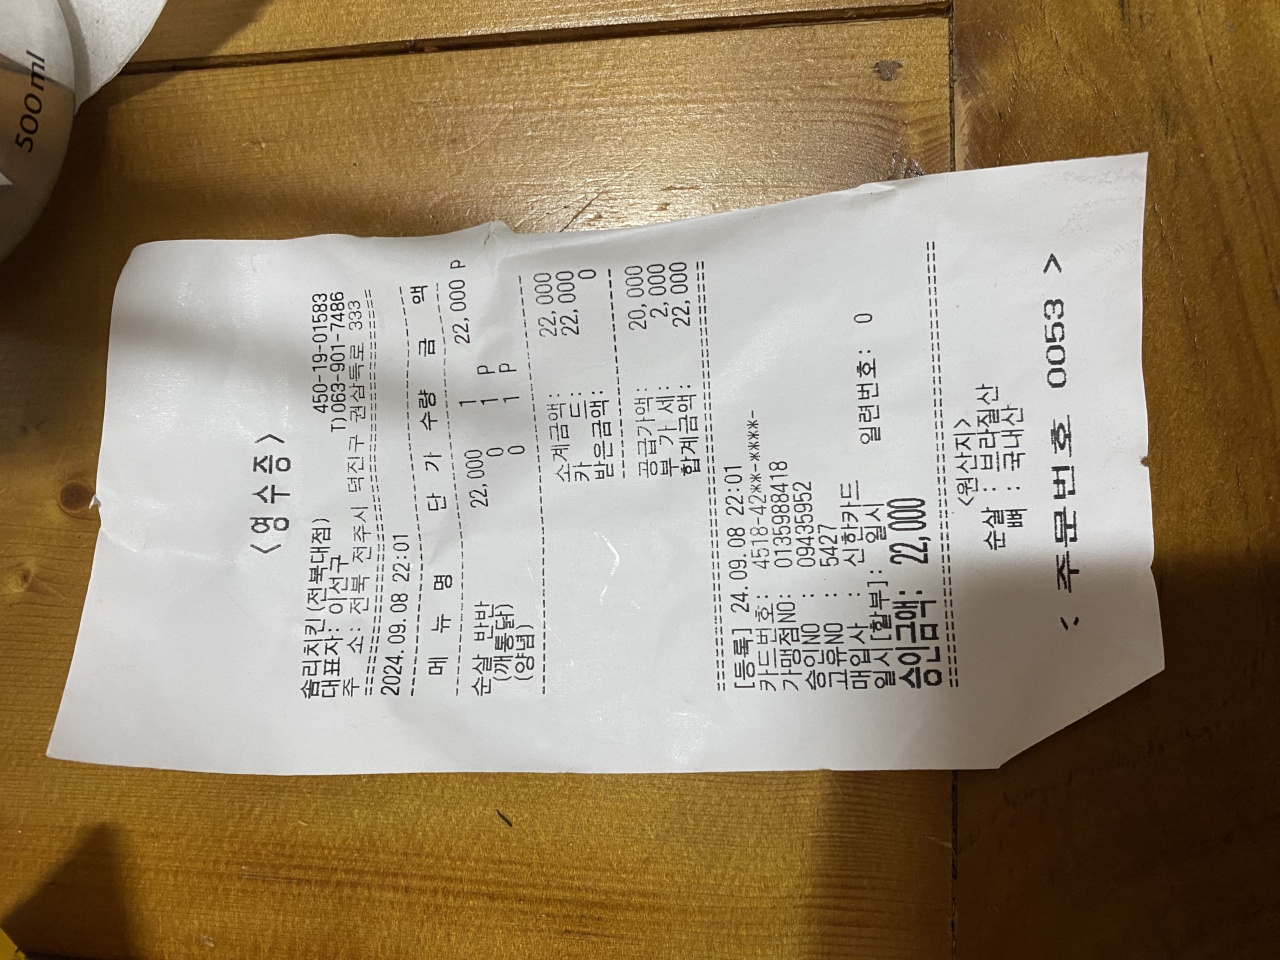 500ml
<영수증>
솜리치킨(전북대점) 450-19-01583
대표자: 이선구 T)063-901-7486
주 소: 전북 전주시 덕진구 권삼득로 333
2024.09.08 22:01
메 뉴 명 단 가 수량 금 액
순살 반반 22,000 1 22,000 P
(깨통닭) 0 1 P
(양념) 0 1 P
소계금액: 22,000
카 드: 22,000
받은금액: 0
공급가액: 20,000
부 가 세: 2,000
합계금액: 22,000
[등록] 24.09.08 22:01
카드번호: 4518-42**-****-
가맹점NO: 0135988418
승인NO : 09435952
고유NO : 5427
매입사 : 신한카드
일시[할부]: 일시 일련번호: 0
승인금액: 22,000
<원산지>
순살 : 브라질산
뼈 : 국내산
주문번호 0053 >